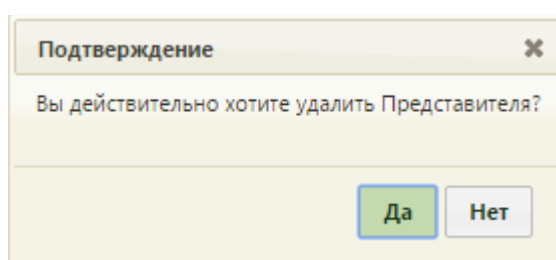 Подтверждение
Вы действительно хотите удалить Представителя?
Да Нет